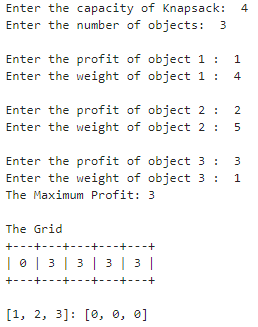 Enter the capacity of Knapsack:  4
Enter the number of objects:  3
Enter the profit of object 1 :  1
Enter the weight of object 1 :  4
Enter the profit of object 2 :  2
Enter the weight of object 2 :  5
Enter the profit of object 3 :  3
Enter the weight of object 3 :  1
The Maximum Profit: 3
The Grid
+---+---+---+---+---+
| 0 | 3 | 3 | 3 | 3 |
+---+---+---+---+---+
[1, 2, 3]: [0, 0, 0]